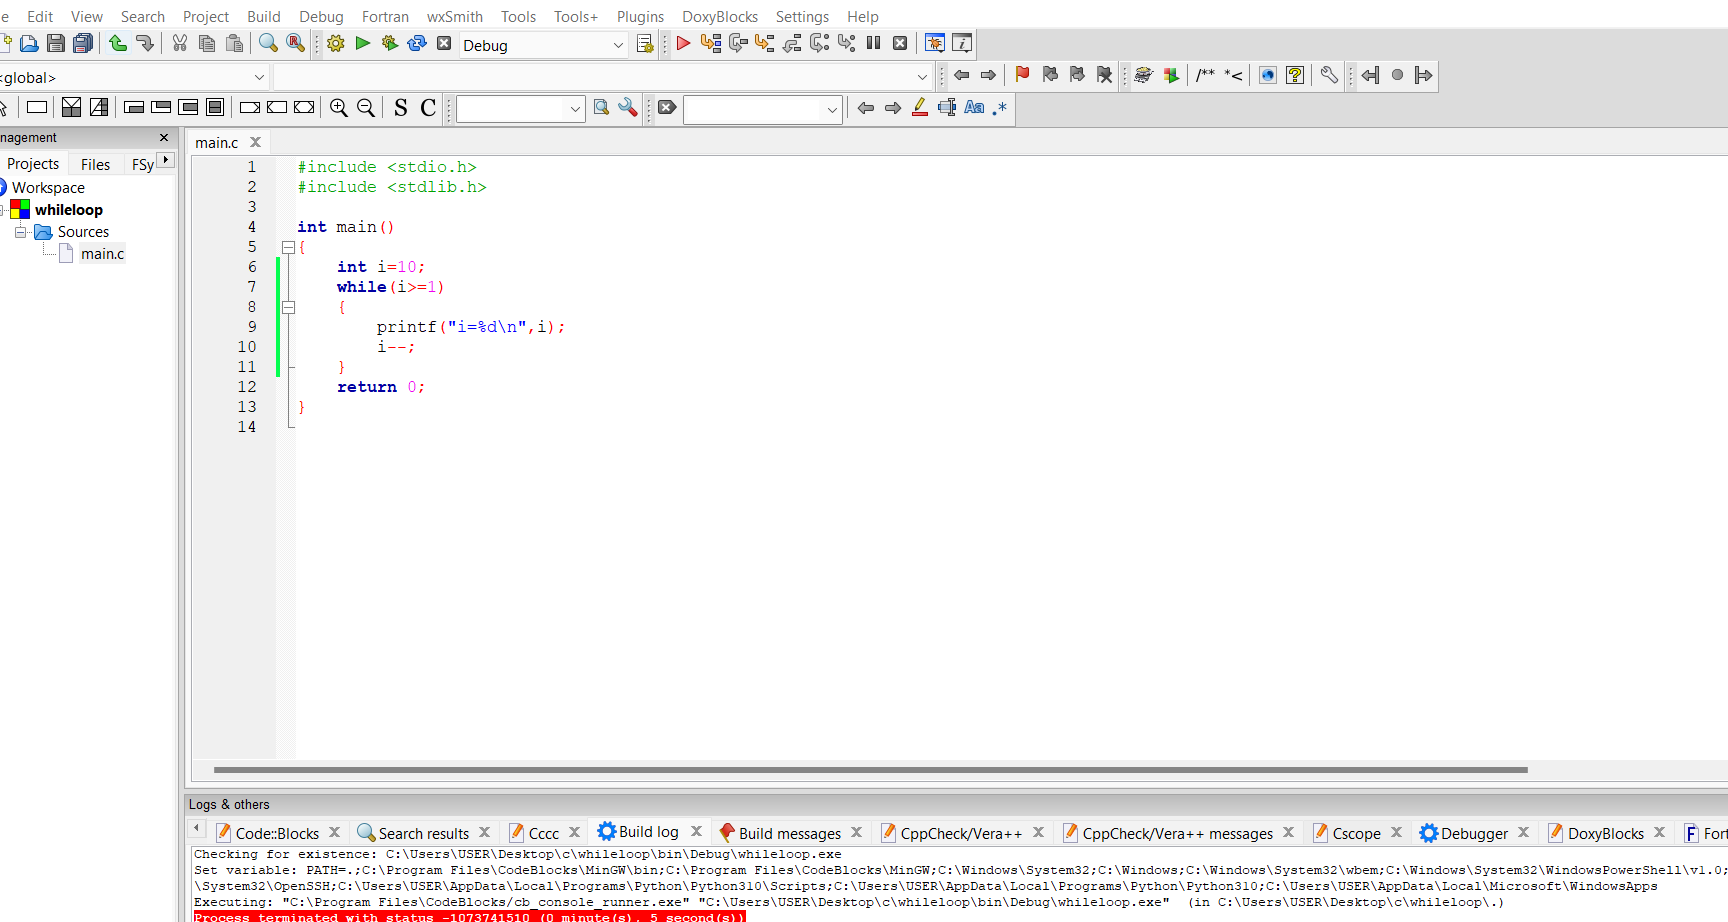 e Edit View Search Project Build Debug Fortran wxSmith Tools Tools+ Plugins DoxyBlocks Settings Help
Debug
<global>
/** *<
S C
Aa .*
nagement
main.c
Projects Files FSy
Workspace
whileloop
Sources
main.c
1 #include <stdio.h>
2 #include <stdlib.h>
3
4 int main()
5 {
6 int i=10;
7 while(i>=1)
8 {
9 printf("i=%d\n",i);
10 i--;
11 }
12 return 0;
13 }
14
Logs & others
Code::Blocks Search results Cccc Build log Build messages CppCheck/Vera++ CppCheck/Vera++ messages Cscope Debugger DoxyBlocks Fort
Checking for existence: C:\Users\USER\Desktop\c\whileloop\bin\Debug\whileloop.exe
Set variable: PATH=.;C:\Program Files\CodeBlocks\MinGW\bin;C:\Program Files\CodeBlocks\MinGW;C:\Windows\System32;C:\Windows;C:\Windows\System32\wbem;C:\Windows\System32\WindowsPowerShell\v1.0;
\System32\OpenSSH;C:\Users\USER\AppData\Local\Programs\Python\Python310\Scripts;C:\Users\USER\AppData\Local\Programs\Python\Python310;C:\Users\USER\AppData\Local\Microsoft\WindowsApps
Executing: "C:\Program Files\CodeBlocks/cb_console_runner.exe" "C:\Users\USER\Desktop\c\whileloop\bin\Debug\whileloop.exe" (in C:\Users\USER\Desktop\c\whileloop\.)
Process terminated with status -1073741510 (0 minute(s), 5 second(s))